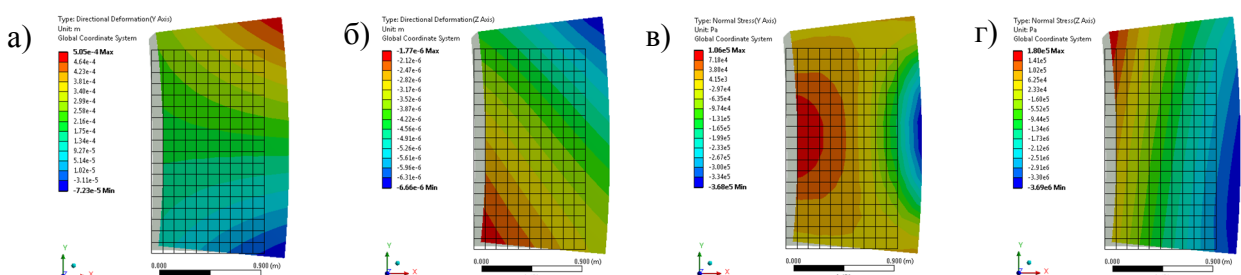 а)
Type: Directional Deformation(Y Axis)
Unit: m
Global Coordinate System
5.05e-4 Max
4.64e-4
4.23e-4
3.81e-4
3.40e-4
2.99e-4
2.58e-4
2.16e-4
1.75e-4
1.34e-4
9.27e-5
5.14e-5
1.02e-5
-3.11e-5
-7.23e-5 Min
Y
Z
X
0.000
0.900 (m)
б)
Type: Directional Deformation(Z Axis)
Unit: m
Global Coordinate System
-1.77e-6 Max
-2.12e-6
-2.47e-6
-2.82e-6
-3.17e-6
-3.52e-6
-3.87e-6
-4.22e-6
-4.56e-6
-4.91e-6
-5.26e-6
-5.61e-6
-5.96e-6
-6.31e-6
-6.66e-6 Min
Y
Z
X
0.000
0.900 (m)
в)
Type: Normal Stress(Y Axis)
Unit: Pa
Global Coordinate System
1.06e5 Max
7.18e4
3.80e4
4.15e3
-2.97e4
-6.35e4
-9.74e4
-1.31e5
-1.65e5
-1.99e5
-2.33e5
-2.67e5
-3.00e5
-3.34e5
-3.68e5 Min
Y
Z
X
0.000
0.900 (m)
г)
Type: Normal Stress(Z Axis)
Unit: Pa
Global Coordinate System
1.80e5 Max
1.41e5
1.02e5
6.25e4
2.33e4
-1.60e5
-5.52e5
-9.44e5
-1.34e6
-1.73e6
-2.12e6
-2.51e6
-2.91e6
-3.30e6
-3.69e6 Min
Y
Z
X
0.000
0.900 (m)